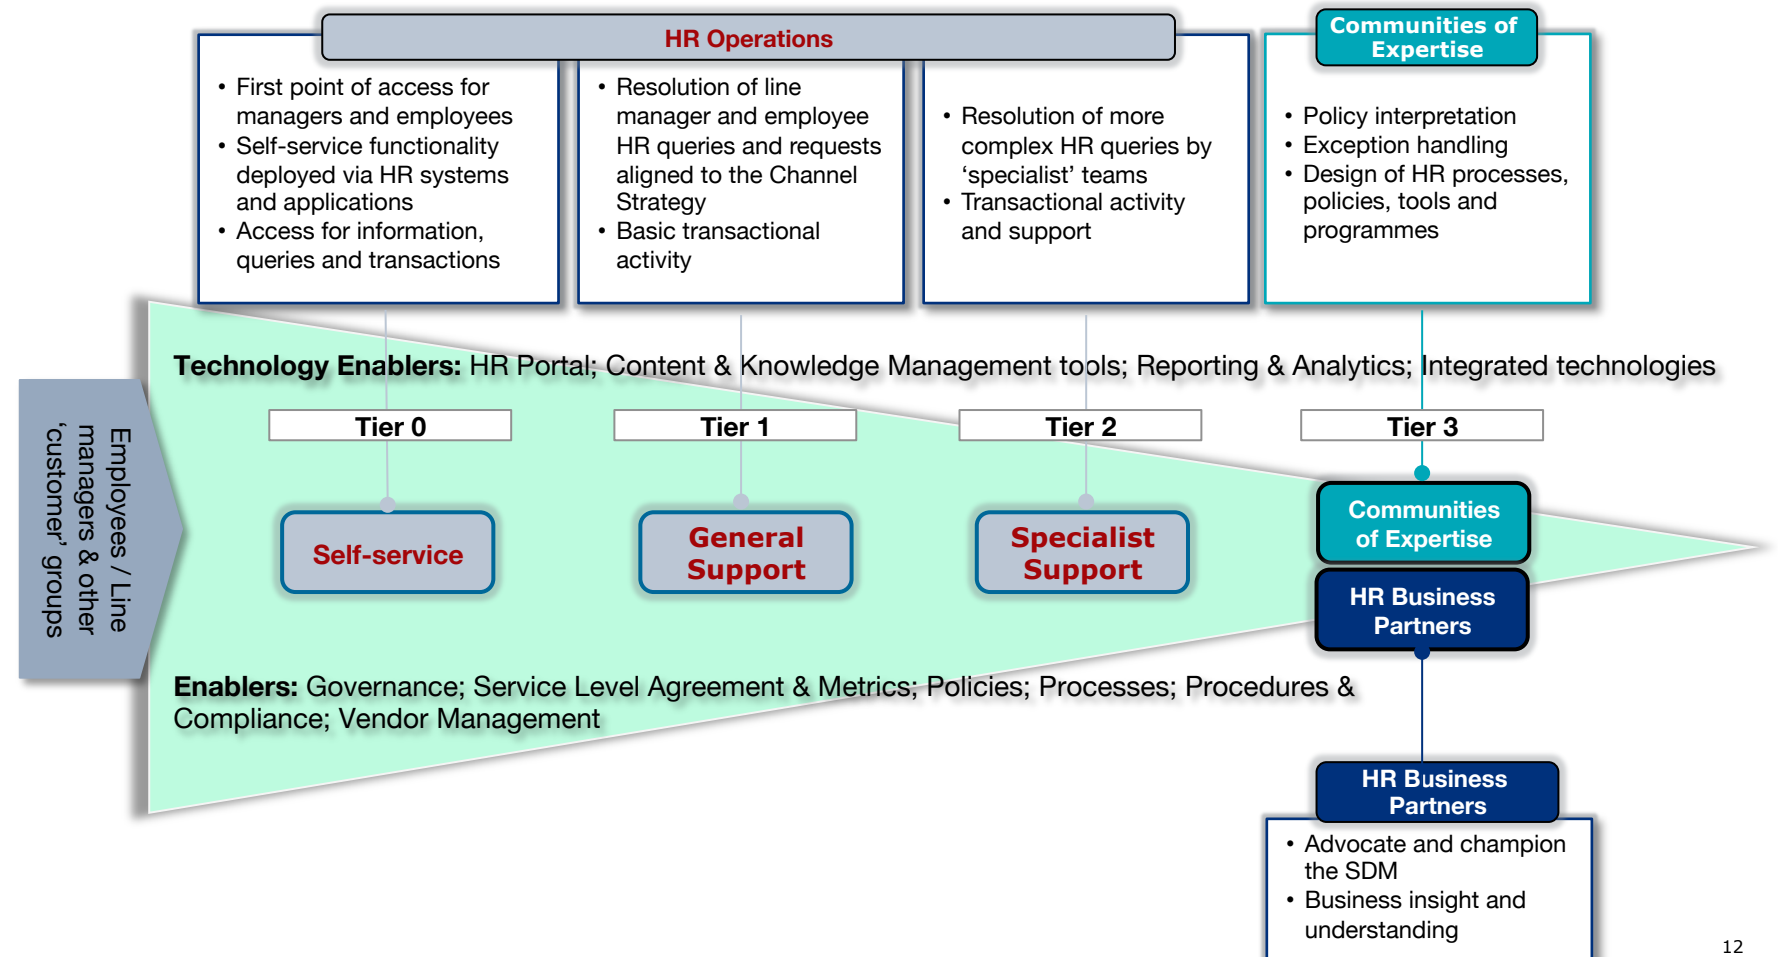 HR Operations
Communities of
Expertise
• First point of access for
managers and employees
• Self-service functionality
deployed via HR systems
and applications
• Access for information,
queries and transactions
• Resolution of line
manager and employee
HR queries and requests
aligned to the Channel
Strategy
• Basic transactional
activity
• Resolution of more
complex HR queries by
‘specialist’ teams
• Transactional activity
and support
• Policy interpretation
• Exception handling
• Design of HR processes,
policies, tools and
programmes
Technology Enablers: HR Portal; Content & Knowledge Management tools; Reporting & Analytics; Integrated technologies
Employees / Line
managers & other
‘customer’ groups
Tier 0
Tier 1
Tier 2
Tier 3
Self-service
General
Support
Specialist
Support
Communities
of Expertise
HR Business
Partners
Enablers: Governance; Service Level Agreement & Metrics; Policies; Processes; Procedures &
Compliance; Vendor Management
HR Business
Partners
• Advocate and champion
the SDM
• Business insight and
understanding
12